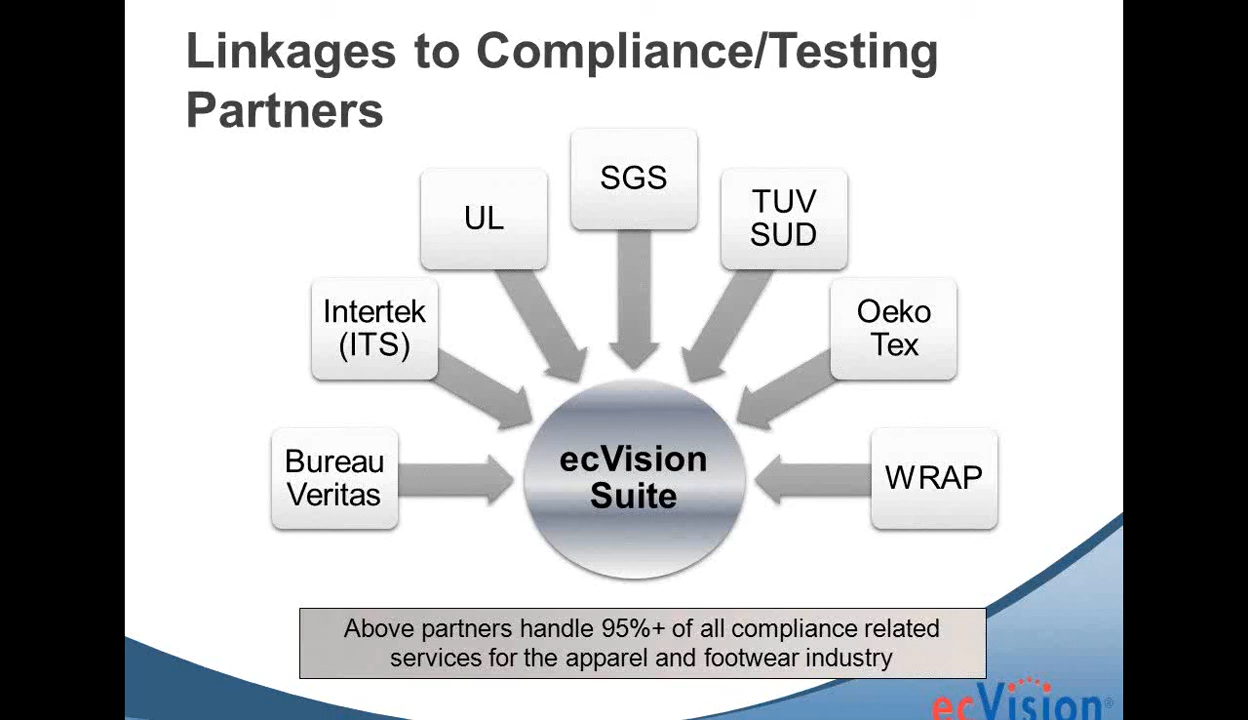 Linkages to Compliance/Testing
Partners
SGS
UL
TUV
SUD
Intertek
(ITS)
Oeko
Tex
Bureau
Veritas
ecVision
Suite
WRAP
Above partners handle 95%+ of all compliance related
services for the apparel and footwear industry
ecVision®